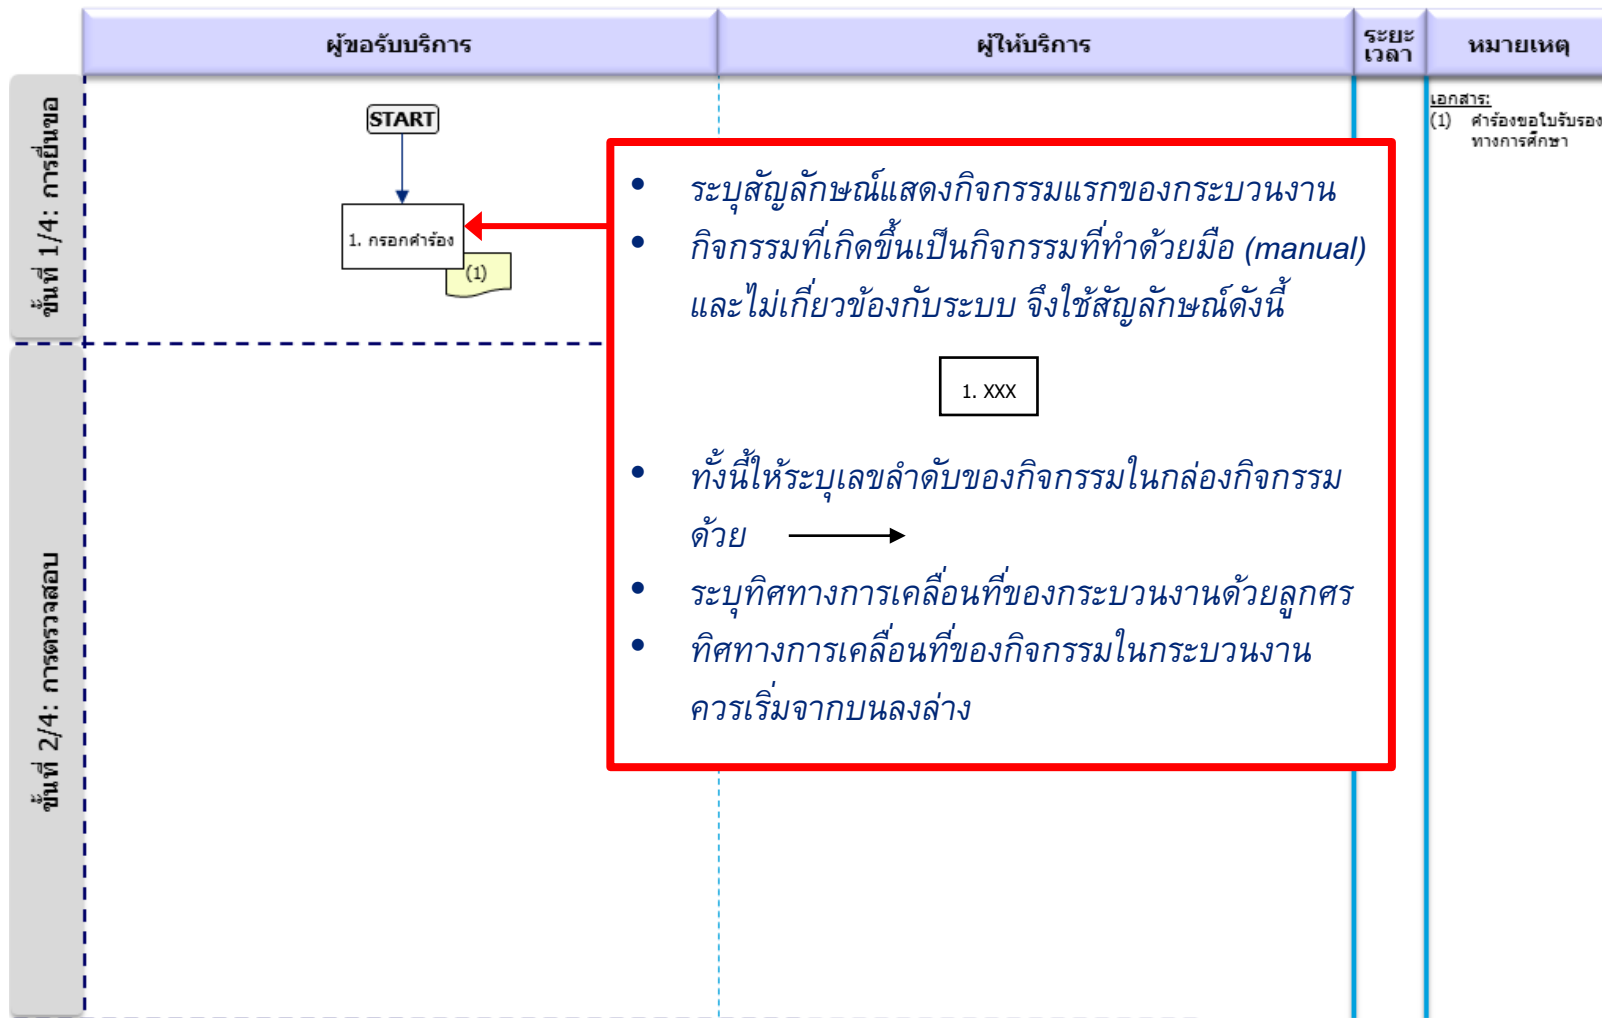 ผู้ขอรับบริการ
ผู้ให้บริการ
ระยะ
เวลา
หมายเหตุ
ขั้นที่ 1/4: การยื่นขอ
START
1. กรอกคำร้อง
(1)
เอกสาร:
(1) คำร้องขอใบรับรอง
ทางการศึกษา
• ระบุสัญลักษณ์แสดงกิจกรรมแรกของกระบวนงาน
• กิจกรรมที่เกิดขึ้นเป็นกิจกรรมที่ทำด้วยมือ (manual)
และไม่เกี่ยวข้องกับระบบ จึงใช้สัญลักษณ์ดังนี้
1. XXX
• ทั้งนี้ให้ระบุเลขลำดับของกิจกรรมในกล่องกิจกรรม
ด้วย
• ระบุทิศทางการเคลื่อนที่ของกระบวนงานด้วยลูกศร
• ทิศทางการเคลื่อนที่ของกิจกรรมในกระบวนงาน
ควรเริ่มจากบนลงล่าง
ขั้นที่ 2/4: การตรวจสอบ